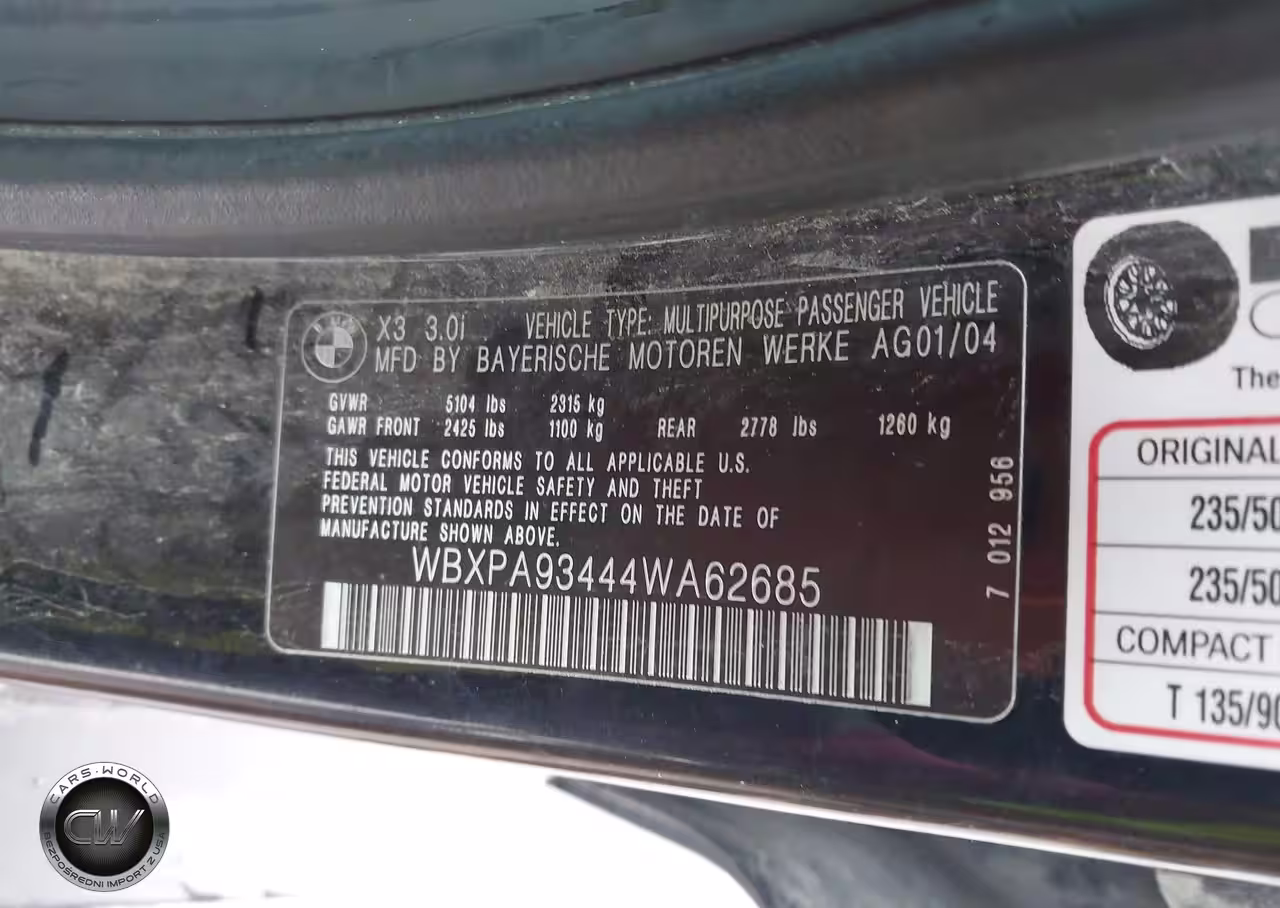 X3 3.0i VEHICLE TYPE: MULTIPURPOSE PASSENGER VEHICLE
MFD BY BAYERISCHE MOTOREN WERKE AG01/04
GVWR 5104 lbs 2315 kg
GAWR FRONT 2425 lbs 1100 kg REAR 2778 lbs 1260 kg
THIS VEHICLE CONFORMS TO ALL APPLICABLE U.S.
FEDERAL MOTOR VEHICLE SAFETY AND THEFT
PREVENTION STANDARDS IN EFFECT ON THE DATE OF
MANUFACTURE SHOWN ABOVE.
WBXPA93444WA62685
7 012 956
The
ORIGINAL
235/50
235/50
COMPACT
T 135/90
CARS·WORLD
CW
BEZPOŚREDNI IMPORT Z USA